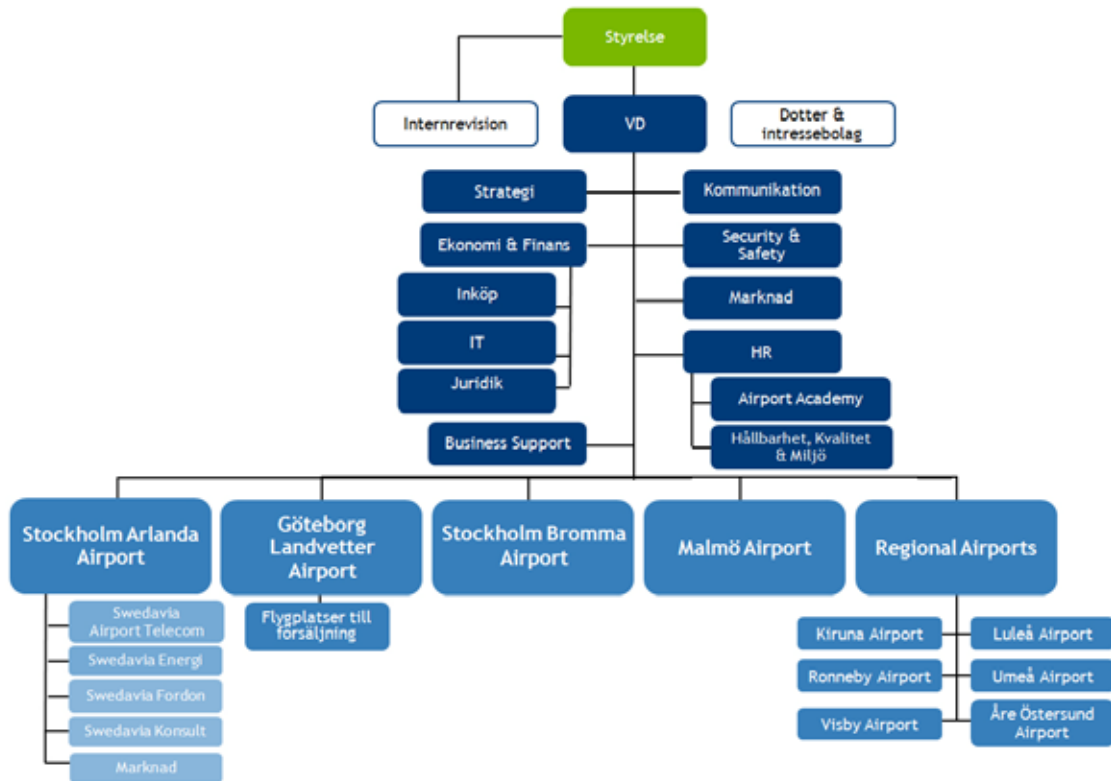 Styrelse
Internrevision
VD
Dotter &
intressebolag
Strategi
Kommunikation
Ekonomi & Finans
Security &
Safety
Inköp
Marknad
IT
HR
Juridik
Airport Academy
Business Support
Hållbarhet, Kvalitet
& Miljö
Stockholm Arlanda
Airport
Göteborg
Landvetter
Airport
Stockholm Bromma
Airport
Malmö Airport
Regional Airports
Swedavia
Airport Telecom
Swedavia Energi
Swedavia Fordon
Swedavia Konsult
Marknad
Flygplatser till
försäljning
Kiruna Airport
Luleå Airport
Ronneby Airport
Umeå Airport
Visby Airport
Åre Östersund
Airport